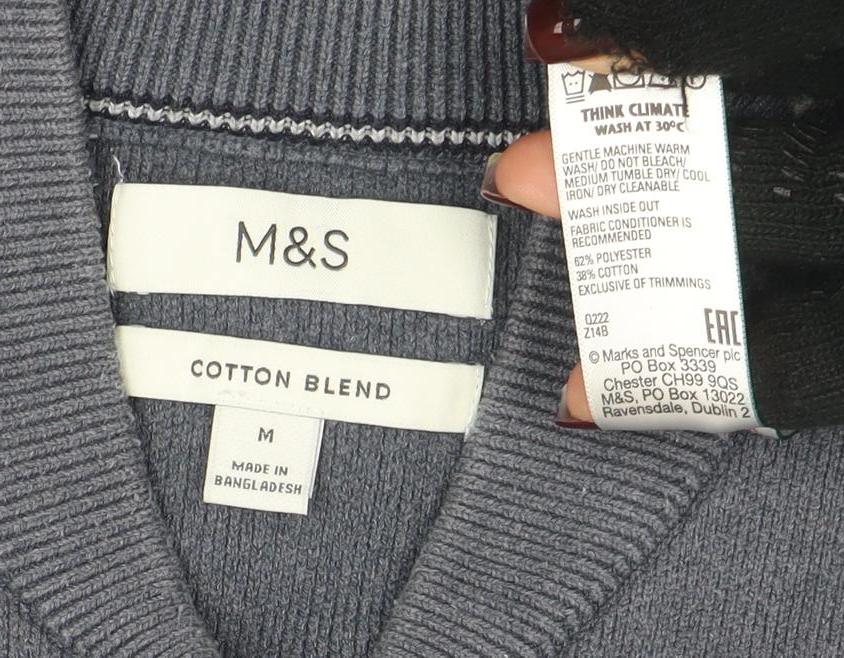 M&S
COTTON BLEND
M
MADE IN
BANGLADESH
THINK CLIMATE
WASH AT 30°C
GENTLE MACHINE WARM
WASH/ DO NOT BLEACH/
MEDIUM TUMBLE DRY/ COOL
IRON/ DRY CLEANABLE
WASH INSIDE OUT
FABRIC CONDITIONER IS
RECOMMENDED
62% POLYESTER
38% COTTON
EXCLUSIVE OF TRIMMINGS
Q222
Z14B
EAC
© Marks and Spencer plc
PO Box 3339
Chester CH99 9QS
M&S, PO Box 13022
Ravensdale, Dublin 2